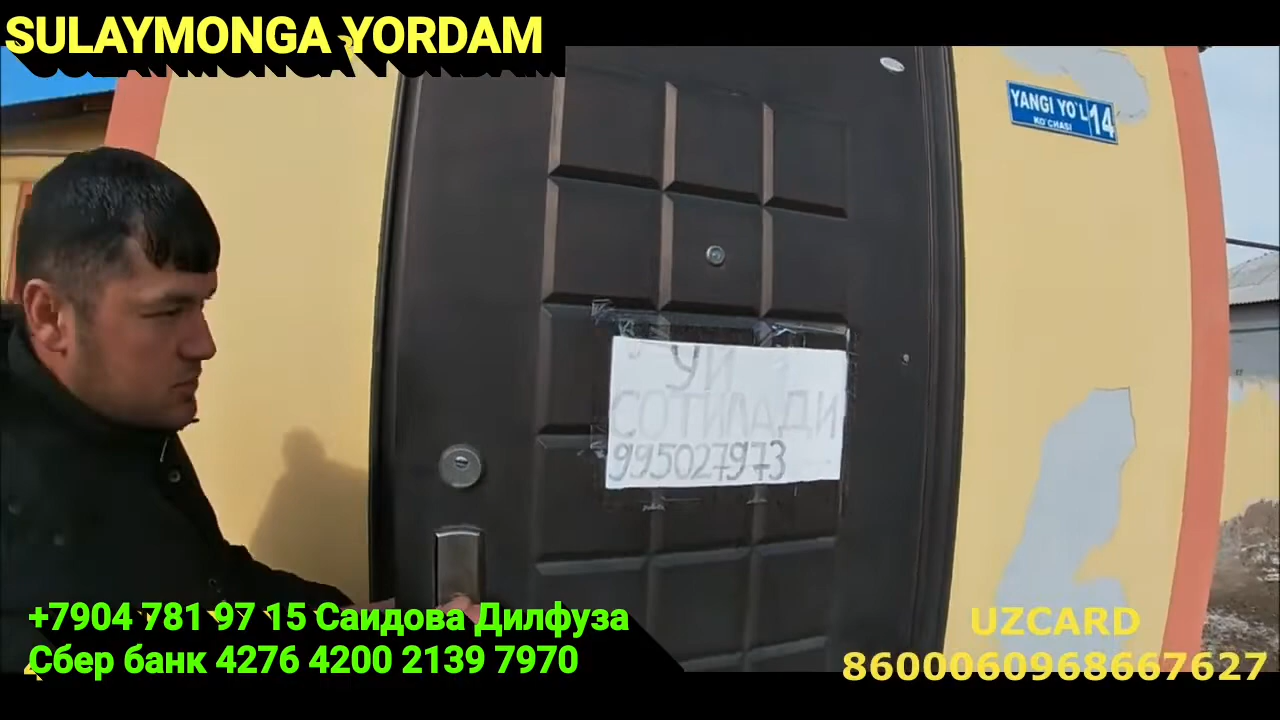 SULAYMONGA YORDAM
YANGI YO'L 14
KO'CHASI
УЙ
СОТИЛАДИ
995027973
+7904 781 97 15 Саидова Дилфуза
Сбер банк 4276 4200 2139 7970
UZCARD
8600060968667627